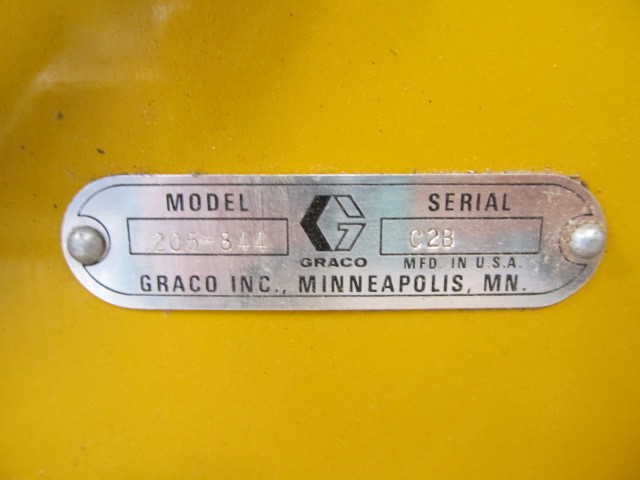 MODEL SERIAL
205-844 C2B
GRACO MFD. IN U.S.A.
GRACO INC., MINNEAPOLIS, MN.